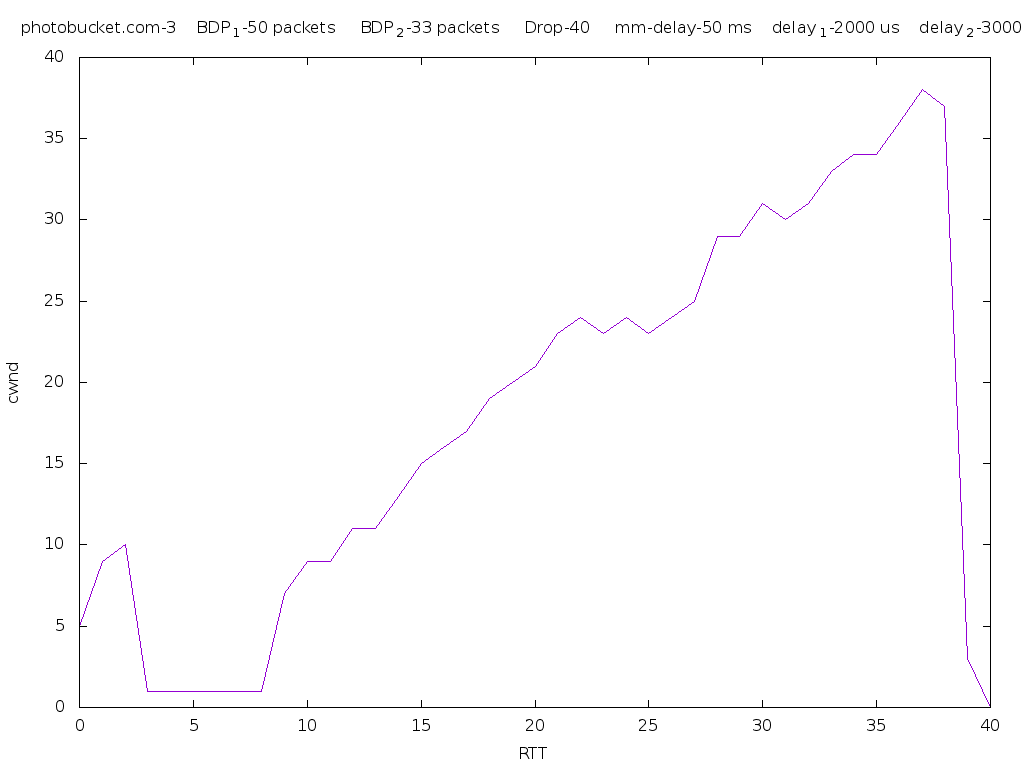 photobucket.com-3 BDP1-50 packets BDP2-33 packets Drop-40 mm-delay-50 ms delay1-2000 us delay2-3000
40
35
30
25
20
15
10
5
0
cwnd
0 5 10 15 20 25 30 35 40
RTT